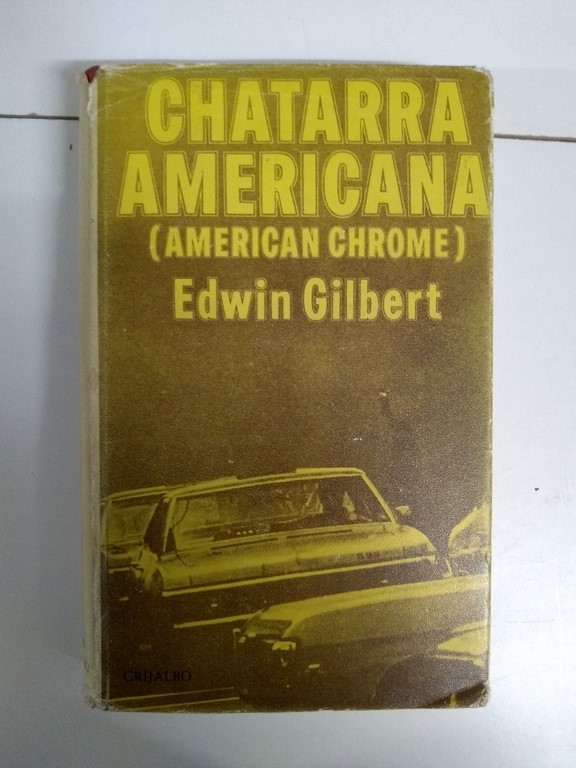 CHATARRA
AMERICANA
(AMERICAN CHROME)
Edwin Gilbert
GRIJALBO